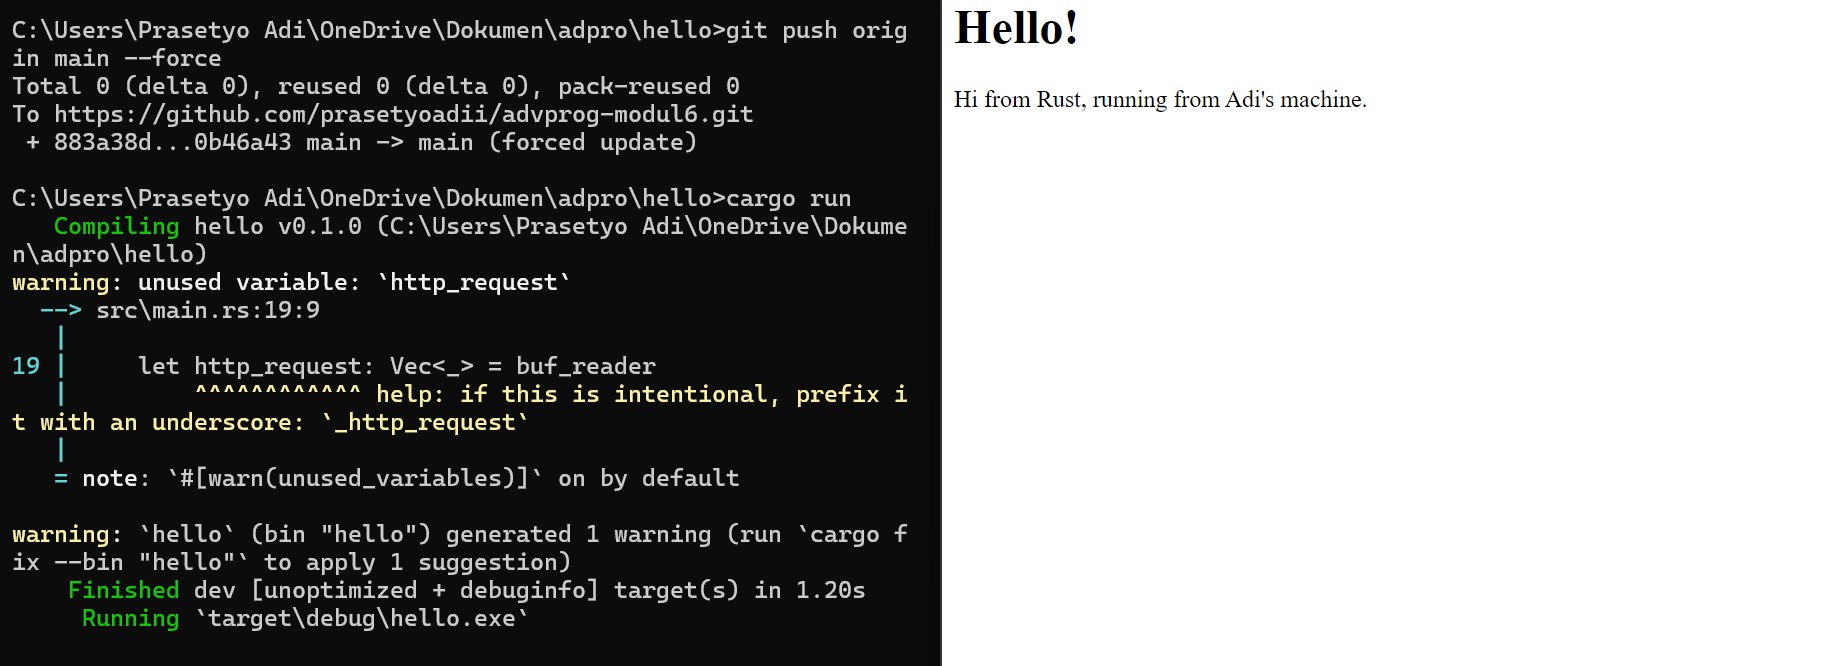 C:\Users\Prasetyo Adi\OneDrive\Dokumen\adpro\hello>git push orig
in main --force
Total 0 (delta 0), reused 0 (delta 0), pack-reused 0
To https://github.com/prasetyoadii/advprog-modul6.git
 + 883a38d...0b46a43 main -> main (forced update)
C:\Users\Prasetyo Adi\OneDrive\Dokumen\adpro\hello>cargo run
   Compiling hello v0.1.0 (C:\Users\Prasetyo Adi\OneDrive\Dokume
n\adpro\hello)
warning: unused variable: `http_request`
  --> src\main.rs:19:9
   |
19 |     let http_request: Vec<_> = buf_reader
   |         ^^^^^^^^^^^^ help: if this is intentional, prefix i
t with an underscore: `_http_request`
   |
   = note: `#[warn(unused_variables)]` on by default
warning: `hello` (bin "hello") generated 1 warning (run `cargo f
ix --bin "hello"` to apply 1 suggestion)
    Finished dev [unoptimized + debuginfo] target(s) in 1.20s
     Running `target\debug\hello.exe`
Hello!
Hi from Rust, running from Adi's machine.